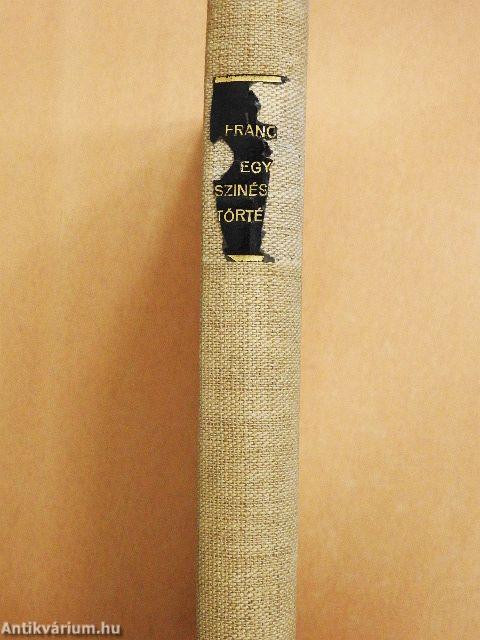 FRANC
EGY
SZINÉS
TÖRTÉ
Antikvárium.hu